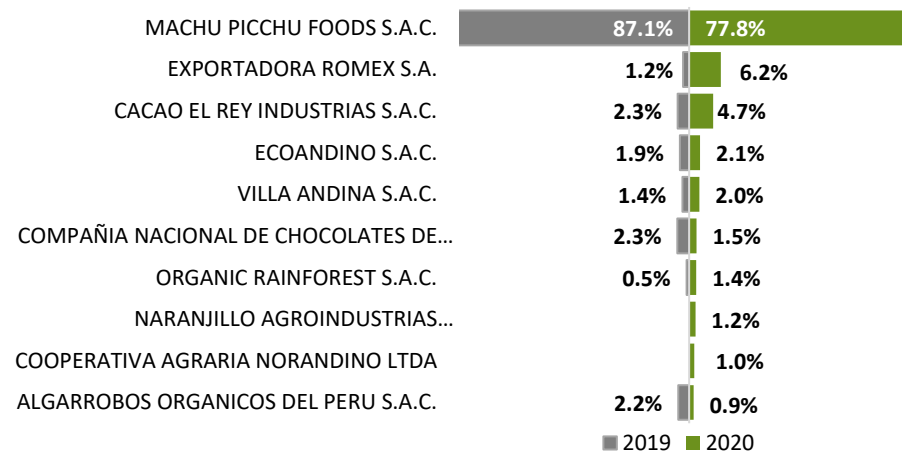 MACHU PICCHU FOODS S.A.C. 87.1% 77.8%
EXPORTADORA ROMEX S.A. 1.2% 6.2%
CACAO EL REY INDUSTRIAS S.A.C. 2.3% 4.7%
ECOANDINO S.A.C. 1.9% 2.1%
VILLA ANDINA S.A.C. 1.4% 2.0%
COMPAÑIA NACIONAL DE CHOCOLATES DE... 2.3% 1.5%
ORGANIC RAINFOREST S.A.C. 0.5% 1.4%
NARANJILLO AGROINDUSTRIAS... 1.2%
COOPERATIVA AGRARIA NORANDINO LTDA 1.0%
ALGARROBOS ORGANICOS DEL PERU S.A.C. 2.2% 0.9%
2019 2020